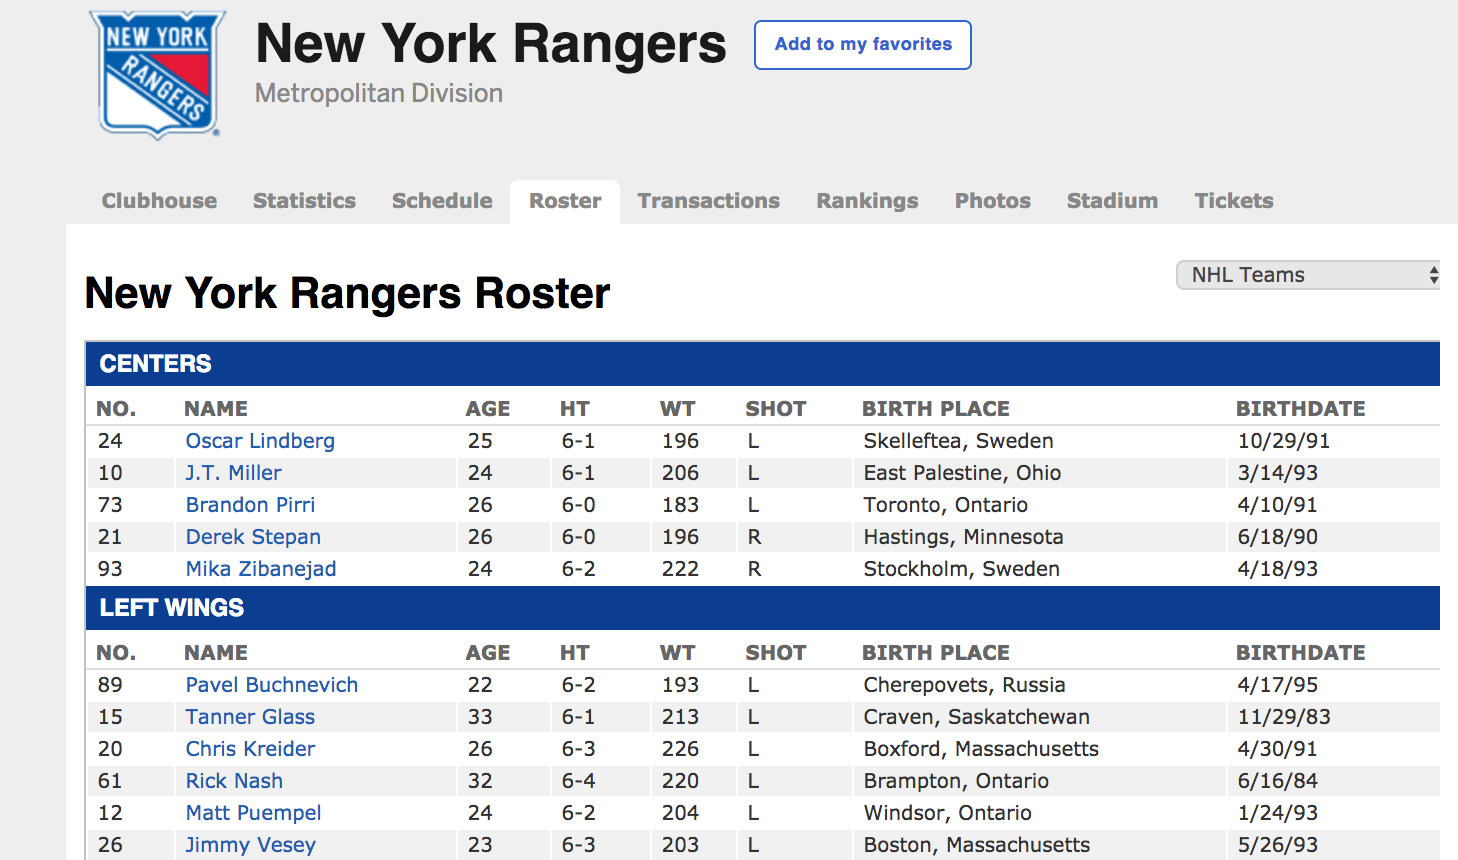 NEW YORK
RANGERS
New York Rangers
Add to my favorites
Metropolitan Division
Clubhouse Statistics Schedule Roster Transactions Rankings Photos Stadium Tickets
NHL Teams
New York Rangers Roster
CENTERS
NO. NAME AGE HT WT SHOT BIRTH PLACE BIRTHDATE
24 Oscar Lindberg 25 6-1 196 L Skelleftea, Sweden 10/29/91
10 J.T. Miller 24 6-1 206 L East Palestine, Ohio 3/14/93
73 Brandon Pirri 26 6-0 183 L Toronto, Ontario 4/10/91
21 Derek Stepan 26 6-0 196 R Hastings, Minnesota 6/18/90
93 Mika Zibanejad 24 6-2 222 R Stockholm, Sweden 4/18/93
LEFT WINGS
NO. NAME AGE HT WT SHOT BIRTH PLACE BIRTHDATE
89 Pavel Buchnevich 22 6-2 193 L Cherepovets, Russia 4/17/95
15 Tanner Glass 33 6-1 213 L Craven, Saskatchewan 11/29/83
20 Chris Kreider 26 6-3 226 L Boxford, Massachusetts 4/30/91
61 Rick Nash 32 6-4 220 L Brampton, Ontario 6/16/84
12 Matt Puempel 24 6-2 204 L Windsor, Ontario 1/24/93
26 Jimmy Vesey 23 6-3 203 L Boston, Massachusetts 5/26/93